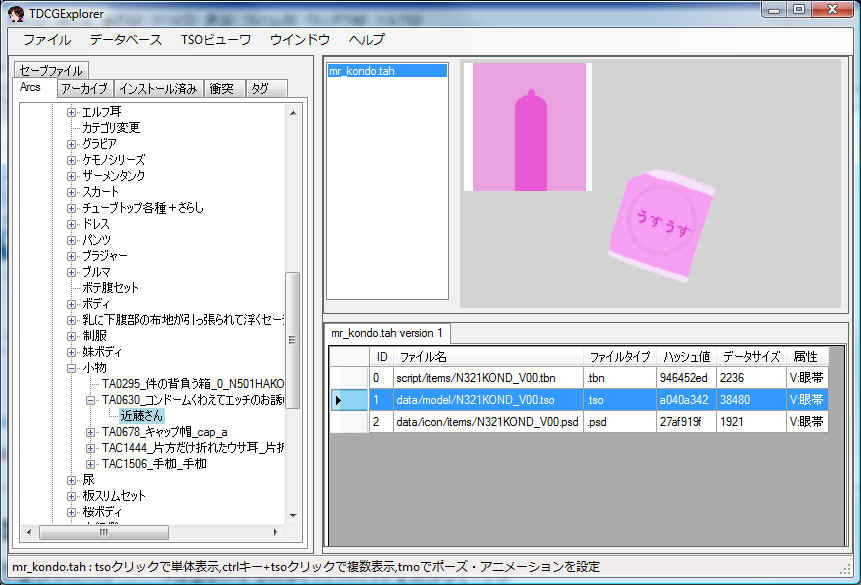 TDCGExplorer
ファイル データベース TSOビューワ ウインドウ ヘルプ
セーブファイル
Arcs アーカイブ インストール済み 衝突 タグ
エルフ耳
カテゴリ変更
グラビア
ケモノシリーズ
ザーメンタンク
スカート
チューブトップ各種+さらし
ドレス
パンツ
ブラジャー
ブルマ
ボテ腹セット
ボディ
乳に下腹部の布地が引っ張られて浮くセー
制服
妹ボディ
小物
TA0295_件の背負う箱_0_N501HAKO
TA0630_コンドームくわえてエッチのお誘
近藤さん
TA0678_キャップ帽_cap_a
TAC1444_片方だけ折れたウサ耳_片折
TAC1506_手枷_手枷
尿
板スリムセット
桜ボディ
mr_kondo.tah
うすうす
mr_kondo.tah version 1
ID ファイル名 ファイルタイプ ハッシュ値 データサイズ 属性
0 script/items/N321KOND_V00.tbn .tbn 946452ed 2236 V:眼帯
1 data/model/N321KOND_V00.tso .tso a040a342 38480 V:眼帯
2 data/icon/items/N321KOND_V00.psd .psd 27af919f 1921 V:眼帯
mr_kondo.tah : tsoクリックで単体表示,ctrlキー+tsoクリックで複数表示,tmoでポーズ・アニメーションを設定